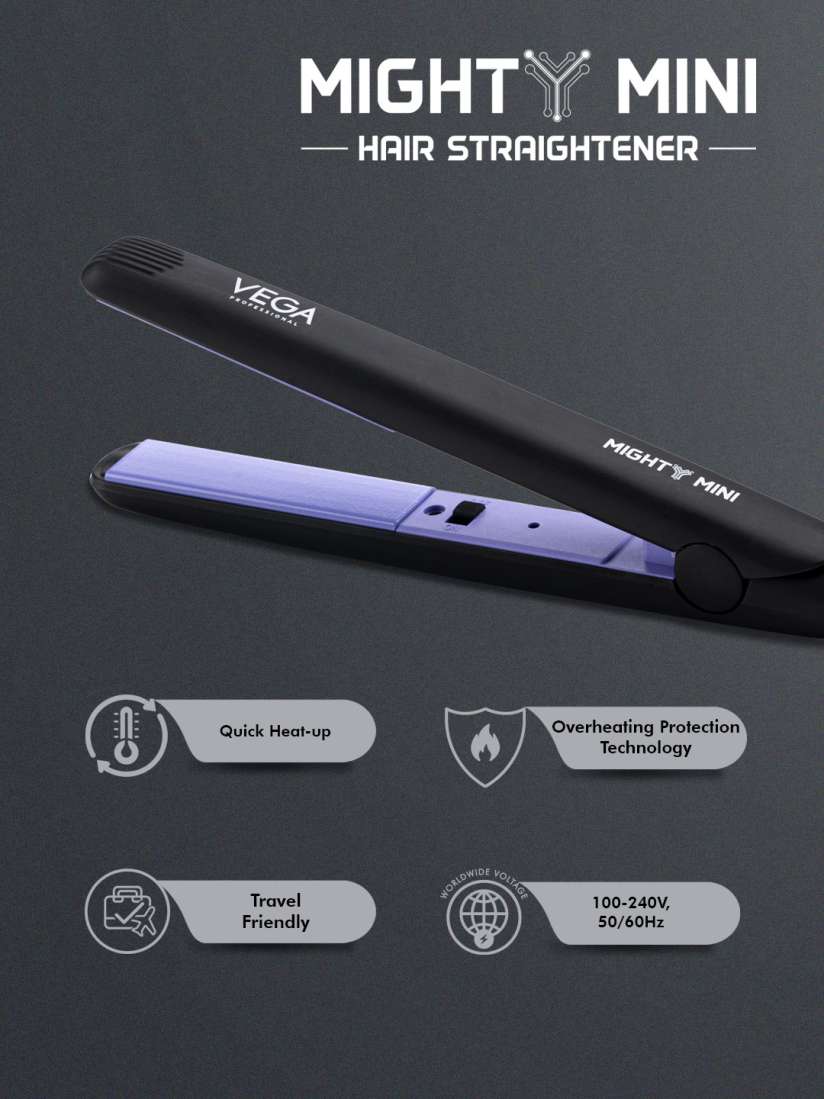 MIGHTY MINI
HAIR STRAIGHTENER
VEGA
PROFESSIONAL
MIGHTY MINI
Quick Heat-up
Overheating Protection
Technology
Travel
Friendly
WORLDWIDE VOLTAGE
100-240V,
50/60Hz